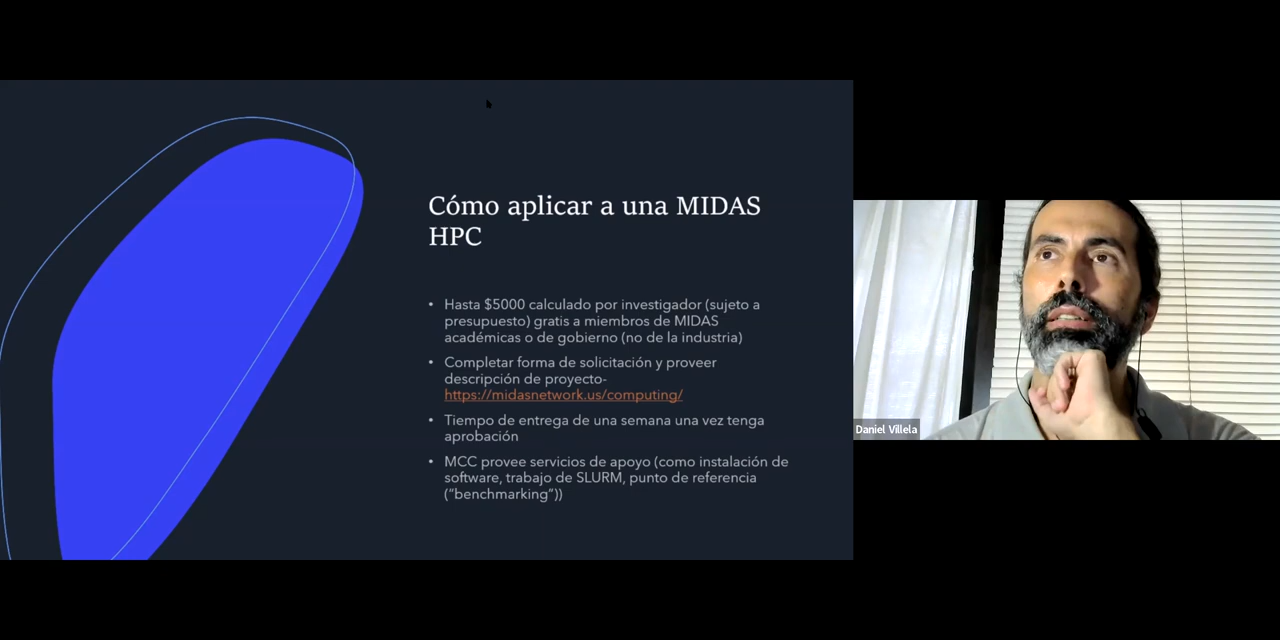 Cómo aplicar a una MIDAS
HPC
• Hasta $5000 calculado por investigador (sujeto a
presupuesto) gratis a miembros de MIDAS
académicas o de gobierno (no de la industria)
• Completar forma de solicitación y proveer
descripción de proyecto-
https://midasnetwork.us/computing/
• Tiempo de entrega de una semana una vez tenga
aprobación
• MCC provee servicios de apoyo (como instalación de
software, trabajo de SLURM, punto de referencia
(“benchmarking”))
Daniel Villela